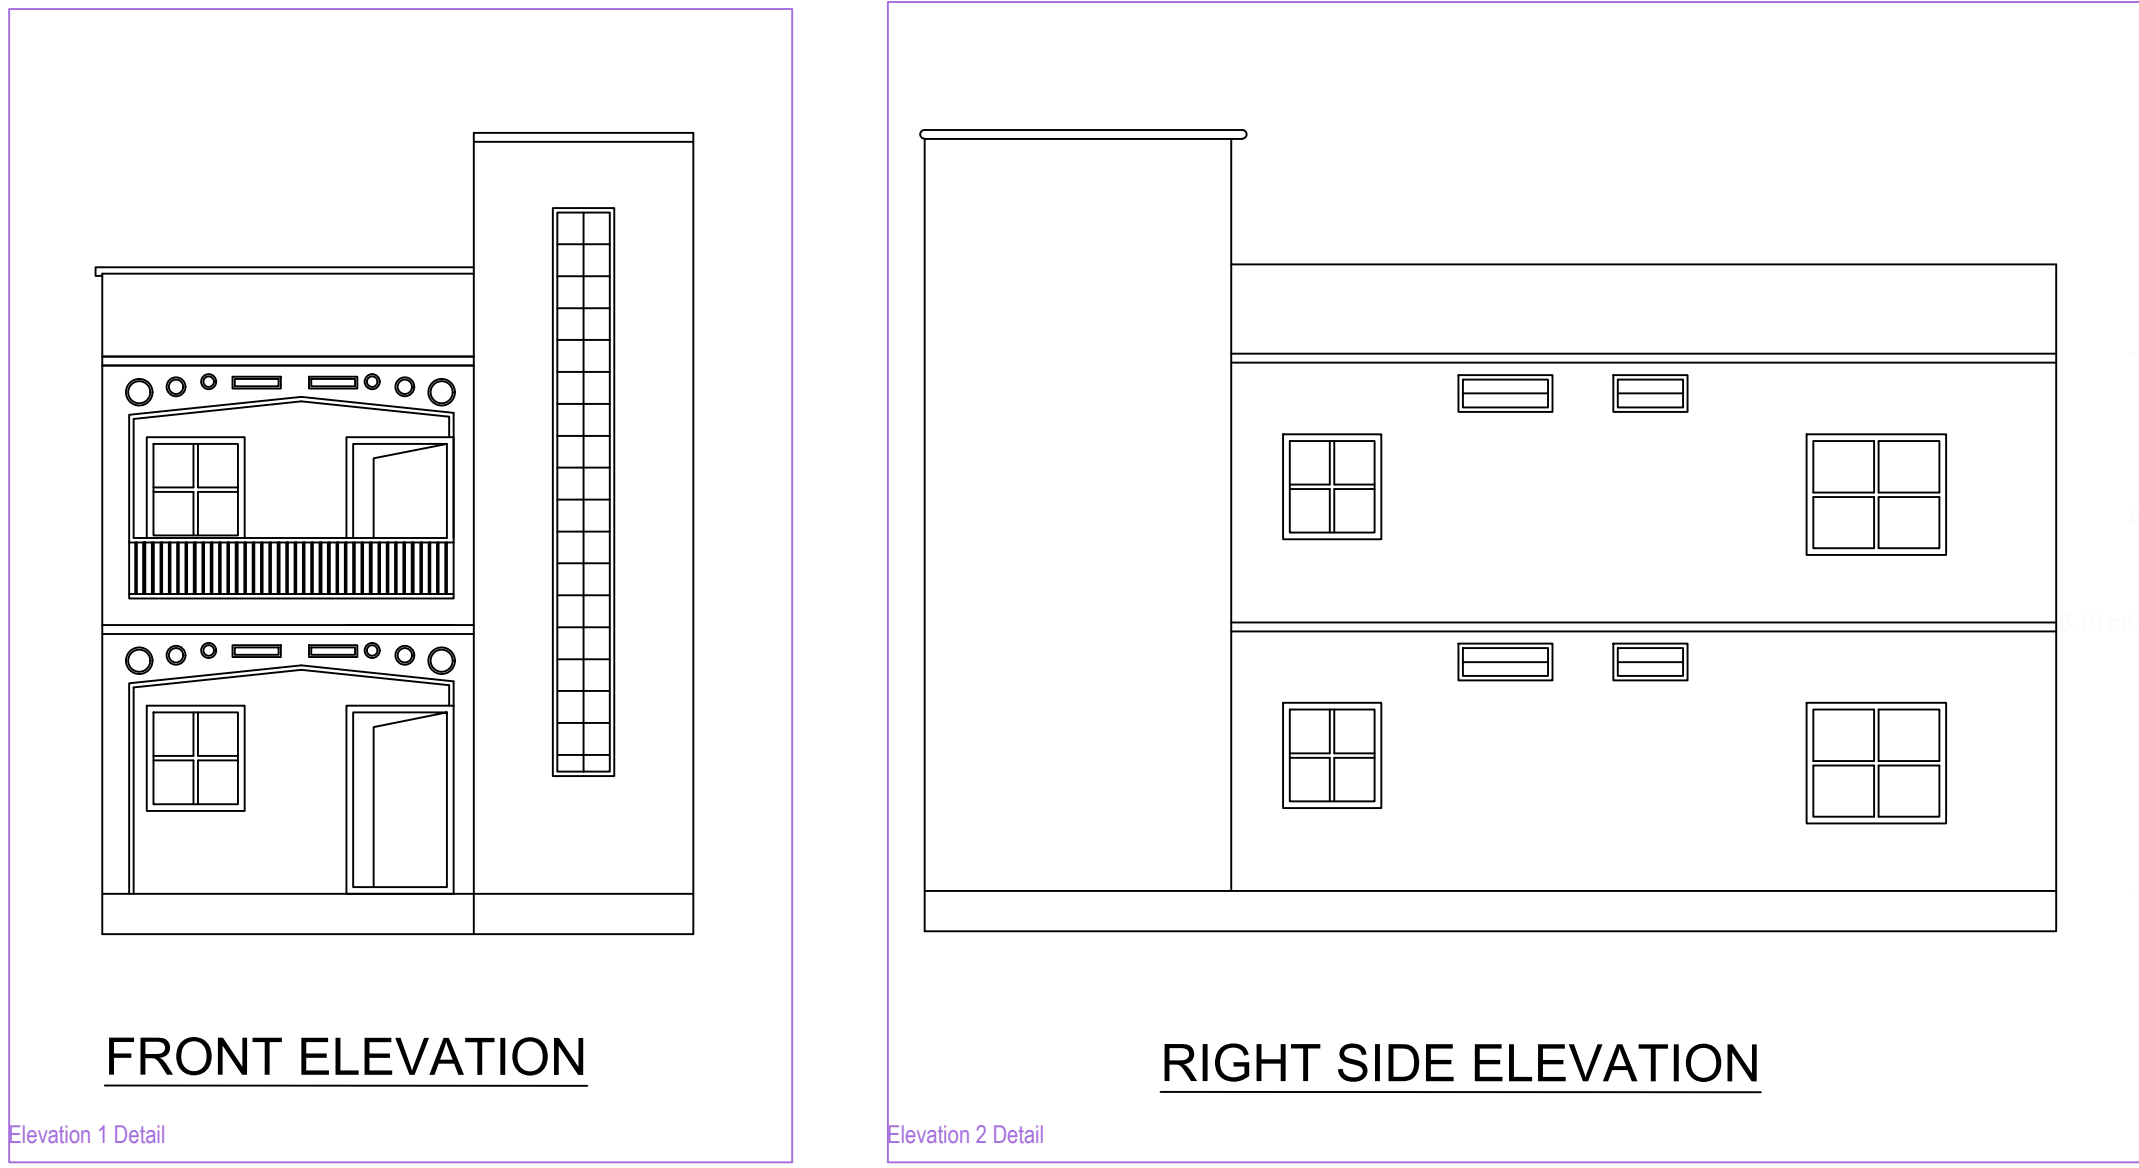 FRONT ELEVATION
Elevation 1 Detail
RIGHT SIDE ELEVATION
Elevation 2 Detail